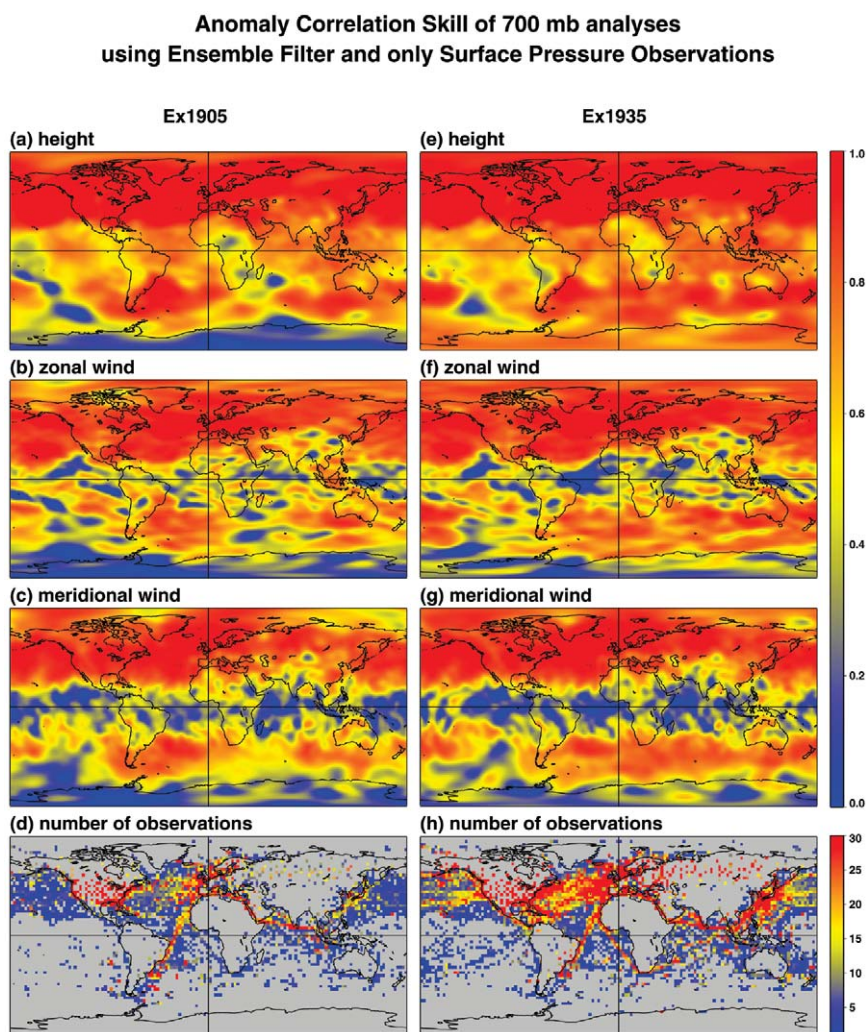 Anomaly Correlation Skill of 700 mb analyses
using Ensemble Filter and only Surface Pressure Observations
Ex1905
Ex1935
(a) height
(e) height
1.0
0.8
0.6
0.4
0.2
0.0
(b) zonal wind
(f) zonal wind
(c) meridional wind
(g) meridional wind
(d) number of observations
(h) number of observations
30
25
20
15
10
5
1